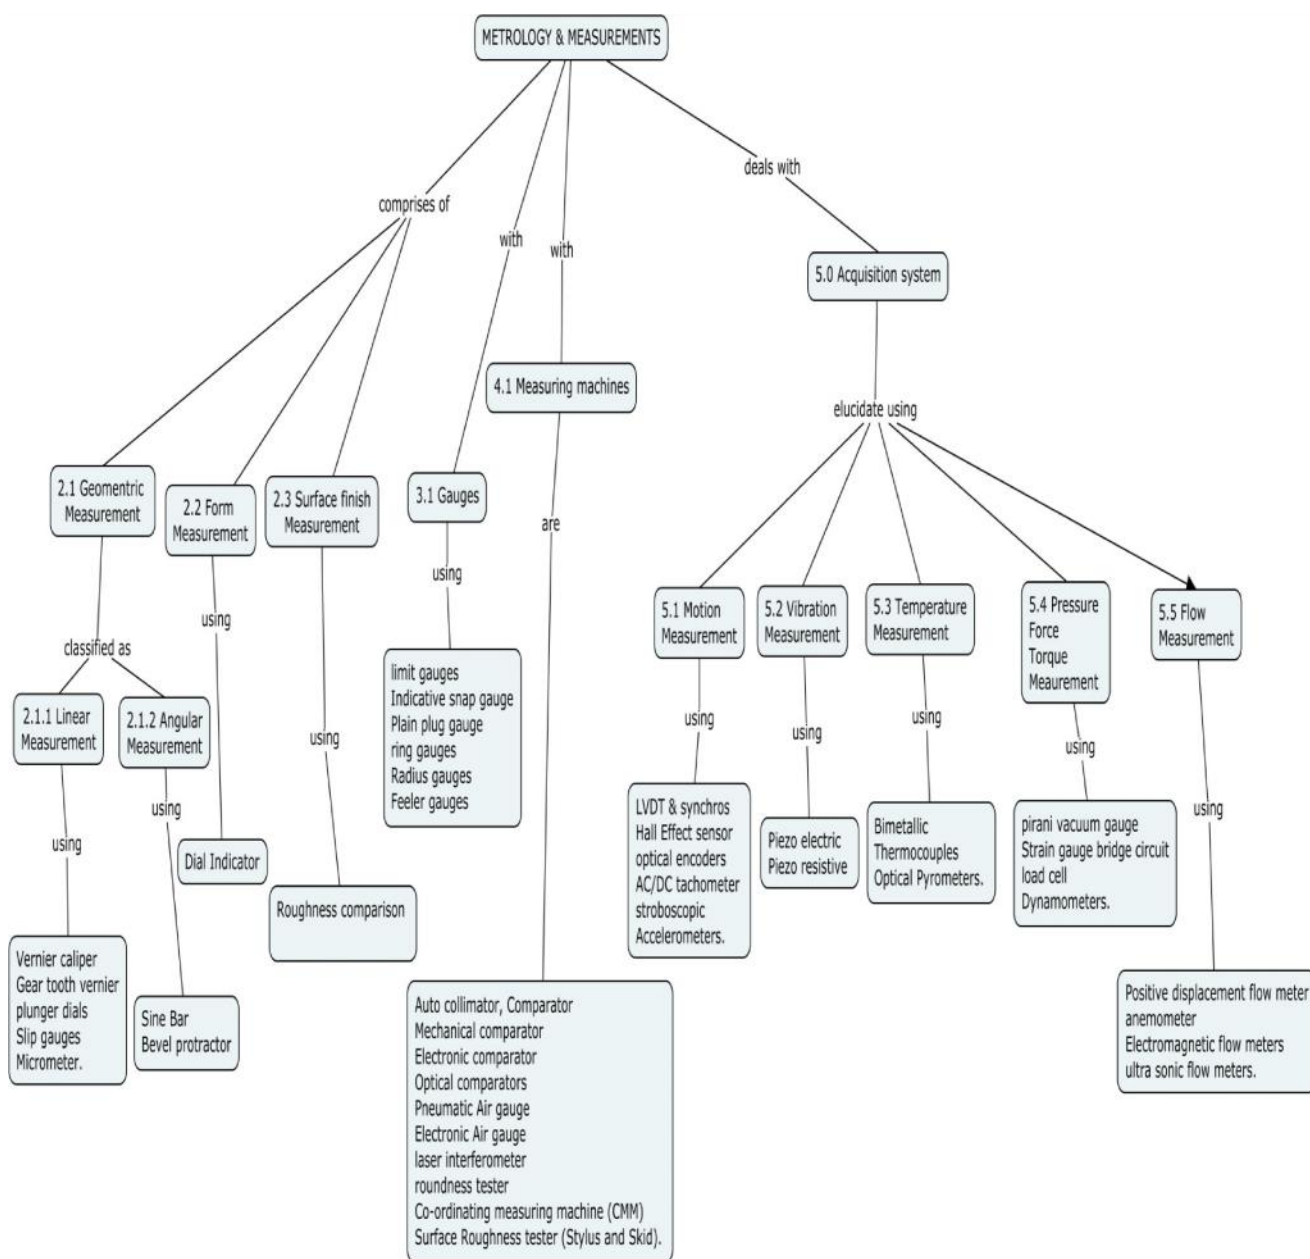 METROLOGY & MEASUREMENTS
deals with
comprises of
with
with
5.0 Acquisition system
4.1 Measuring machines
elucidate using
2.1 Geomentric
Measurement
2.2 Form
Measurement
2.3 Surface finish
Measurement
3.1 Gauges
are
using
using
classified as
5.1 Motion
Measurement
5.2 Vibration
Measurement
5.3 Temperature
Measurement
5.4 Pressure
Force
Torque
Meaurement
5.5 Flow
Measurement
limit gauges
Indicative snap gauge
Plain plug gauge
ring gauges
Radius gauges
Feeler gauges
2.1.1 Linear
Measurement
2.1.2 Angular
Measurement
using
using
using
using
using
using
using
using
LVDT & synchros
Hall Effect sensor
optical encoders
AC/DC tachometer
stroboscopic
Accelerometers.
Piezo electric
Piezo resistive
Bimetallic
Thermocouples
Optical Pyrometers.
pirani vacuum gauge
Strain gauge bridge circuit
load cell
Dynamometers.
Dial Indicator
Roughness comparison
Vernier caliper
Gear tooth vernier
plunger dials
Slip gauges
Micrometer.
Sine Bar
Bevel protractor
Auto collimator, Comparator
Mechanical comparator
Electronic comparator
Optical comparators
Pneumatic Air gauge
Electronic Air gauge
laser interferometer
roundness tester
Co-ordinating measuring machine (CMM)
Surface Roughness tester (Stylus and Skid).
Positive displacement flow meter
anemometer
Electromagnetic flow meters
ultra sonic flow meters.